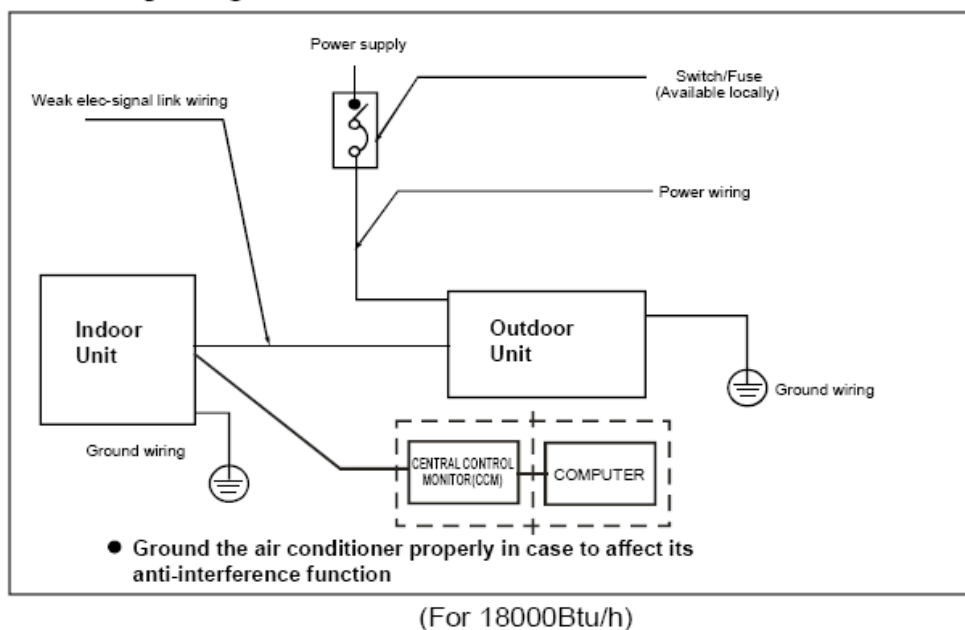 Power supply
Switch/Fuse
(Available locally)
Weak elec-signal link wiring
Power wiring
Indoor
Unit
Outdoor
Unit
Ground wiring
Ground wiring
CENTRAL CONTROL
MONITOR(CCM)
COMPUTER
● Ground the air conditioner properly in case to affect its
anti-interference function
(For 18000Btu/h)